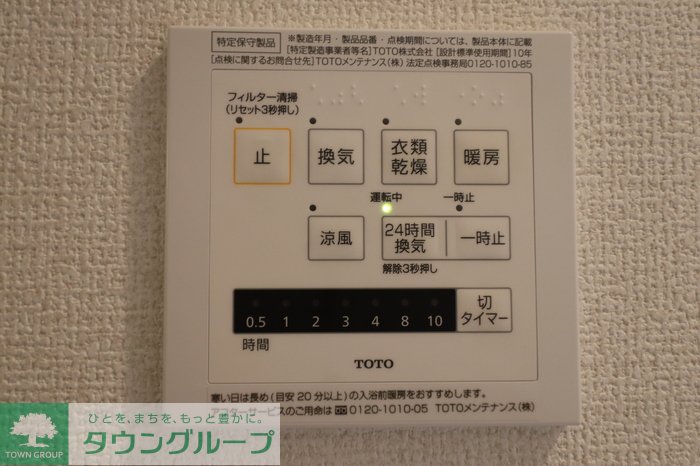 特定保守製品
※製造年月・製品品番・点検期間については、製品本体に記載
[特定製造事業者等名]TOTO株式会社 [設計標準使用期間]10年
[点検に関するお問合せ先]TOTOメンテナンス(株) 法定点検事務局0120-1010-85
フィルター清掃
(リセット3秒押し)
止
換気
衣類
乾燥
暖房
運転中
一時止
涼風
24時間
換気
一時止
解除3秒押し
0.5 1 2 3 4 8 10
切
タイマー
時間
TOTO
寒い日は長め(目安20分以上)の入浴前暖房をおすすめします。
アフターサービスのご用命は 0120-1010-05 TOTOメンテナンス(株)
ひとを、まちを、もっと豊かに。
タウングループ
TOWN GROUP